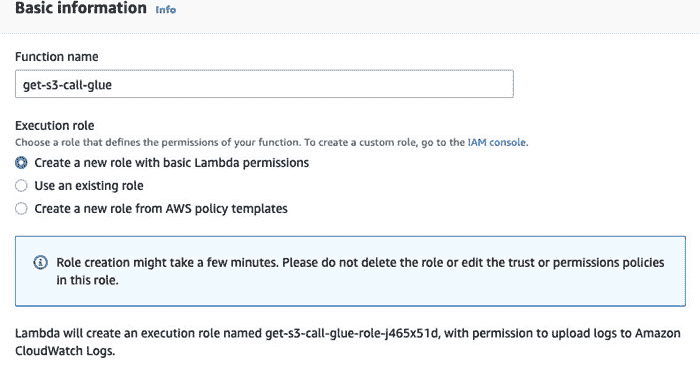 Basic information Info
Function name
get-s3-call-glue
Execution role
Choose a role that defines the permissions of your function. To create a custom role, go to the IAM console.
Create a new role with basic Lambda permissions
Use an existing role
Create a new role from AWS policy templates
Role creation might take a few minutes. Please do not delete the role or edit the trust or permissions policies
in this role.
Lambda will create an execution role named get-s3-call-glue-role-j465x51d, with permission to upload logs to Amazon
CloudWatch Logs.